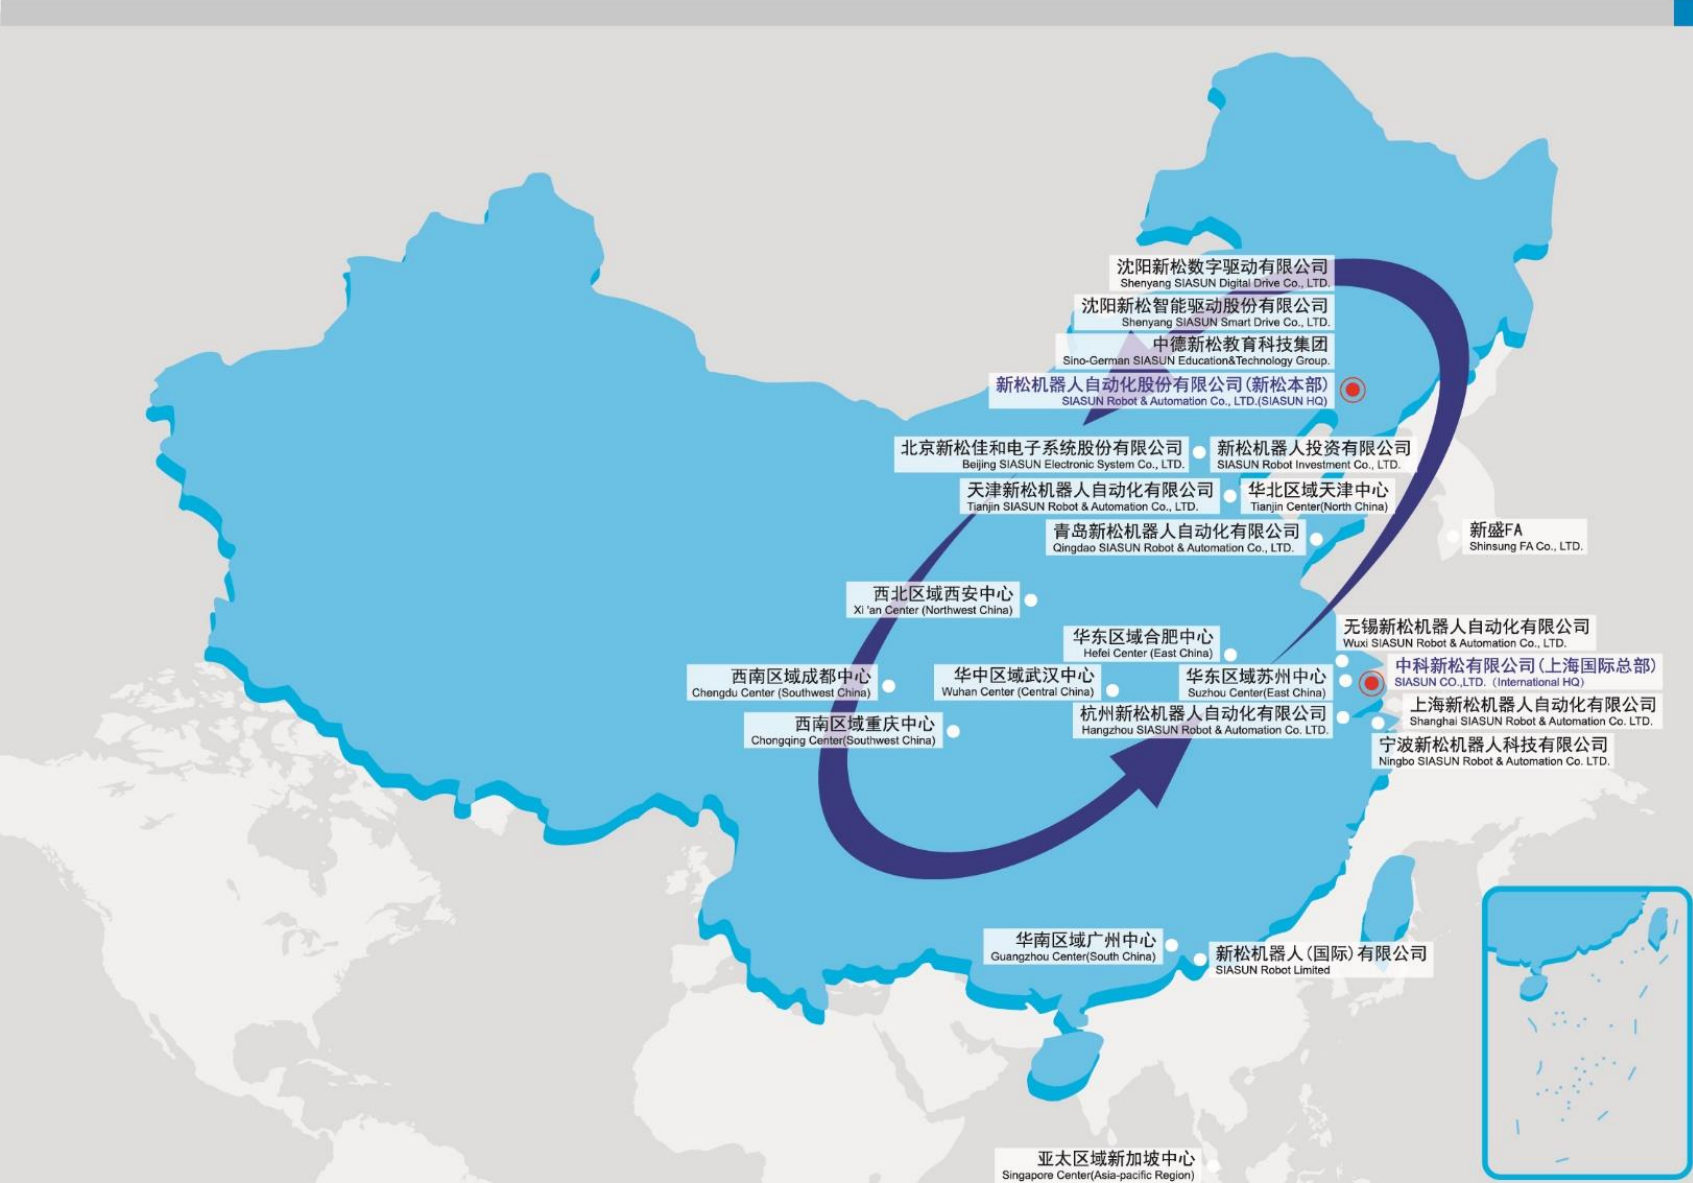 沈阳新松数字驱动有限公司
Shenyang SIASUN Digital Drive Co., LTD.
沈阳新松智能驱动股份有限公司
Shenyang SIASUN Smart Drive Co., LTD.
中德新松教育科技集团
Sino-German SIASUN Education&Technology Group.
新松机器人自动化股份有限公司(新松本部)
SIASUN Robot & Automation Co., LTD.(SIASUN HQ)
北京新松佳和电子系统股份有限公司
Beijing SIASUN Electronic System Co., LTD.
新松机器人投资有限公司
SIASUN Robot Investment Co., LTD.
天津新松机器人自动化有限公司
Tianjin SIASUN Robot & Automation Co., LTD.
华北区域天津中心
Tianjin Center(North China)
青岛新松机器人自动化有限公司
Qingdao SIASUN Robot & Automation Co., LTD.
新盛FA
Shinsung FA Co., LTD.
西北区域西安中心
Xi 'an Center (Northwest China)
华东区域合肥中心
Hefei Center (East China)
无锡新松机器人自动化有限公司
Wuxi SIASUN Robot & Automation Co., LTD.
西南区域成都中心
Chengdu Center (Southwest China)
华中区域武汉中心
Wuhan Center (Central China)
华东区域苏州中心
Suzhou Center(East China)
中科新松有限公司(上海国际总部)
SIASUN CO.,LTD. (International HQ)
西南区域重庆中心
Chongqing Center(Southwest China)
杭州新松机器人自动化有限公司
Hangzhou SIASUN Robot & Automation Co. LTD.
上海新松机器人自动化有限公司
Shanghai SIASUN Robot & Automation Co. LTD.
宁波新松机器人科技有限公司
Ningbo SIASUN Robot & Automation Co. LTD.
华南区域广州中心
Guangzhou Center(South China)
新松机器人(国际)有限公司
SIASUN Robot Limited
亚太区域新加坡中心
Singapore Center(Asia-pacific Region)